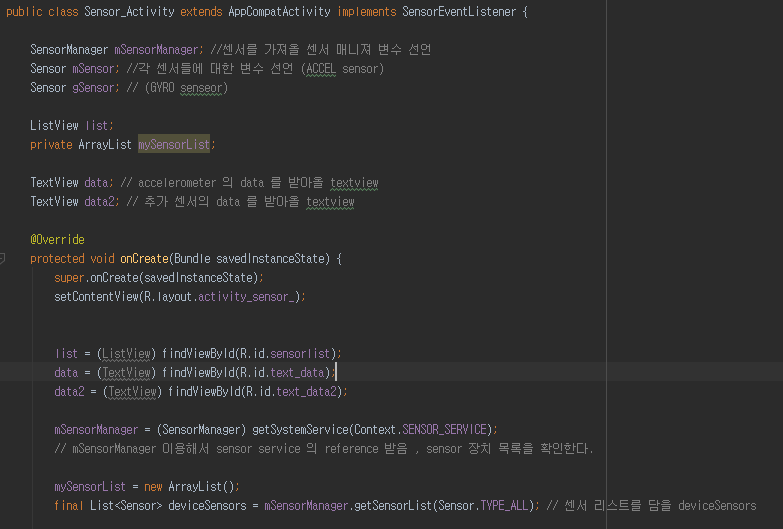 public class Sensor_Activity extends AppCompatActivity implements SensorEventListener {
SensorManager mSensorManager; //센서를 가져올 센서 매니져 변수 선언
Sensor mSensor; //각 센서들에 대한 변수 선언 (ACCEL sensor)
Sensor gSensor; // (GYRO senseor)
ListView list;
private ArrayList mySensorList;
TextView data; // accelerometer 의 data 를 받아올 textview
TextView data2; // 추가 센서의 data 를 받아올 textview
@Override
protected void onCreate(Bundle savedInstanceState) {
super.onCreate(savedInstanceState);
setContentView(R.layout.activity_sensor_);
list = (ListView) findViewById(R.id.sensorlist);
data = (TextView) findViewById(R.id.text_data);
data2 = (TextView) findViewById(R.id.text_data2);
mSensorManager = (SensorManager) getSystemService(Context.SENSOR_SERVICE);
// mSensorManager 이용해서 sensor service 의 reference 받음 , sensor 장치 목록을 확인한다.
mySensorList = new ArrayList();
final List<Sensor> deviceSensors = mSensorManager.getSensorList(Sensor.TYPE_ALL); // 센서 리스트를 담을 deviceSensors